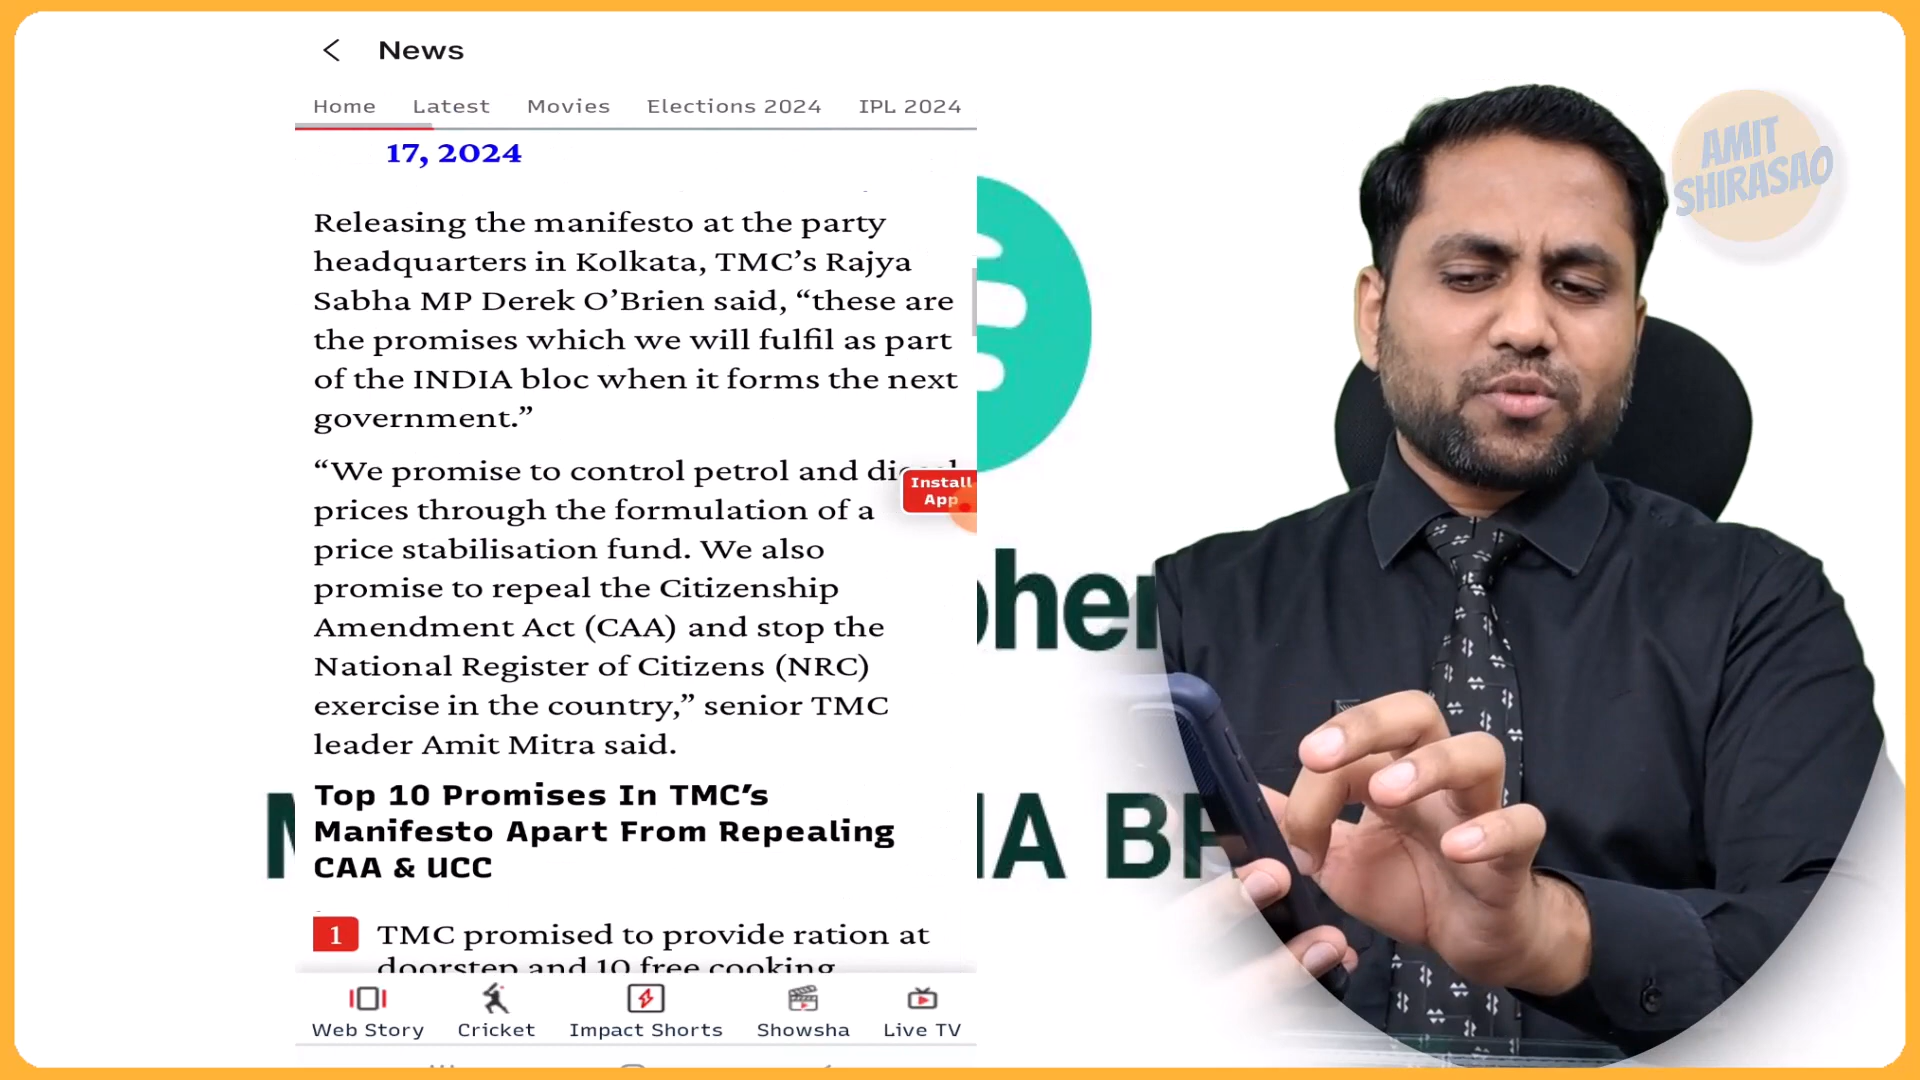 News
Home Latest Movies Elections 2024 IPL 2024
17, 2024
Releasing the manifesto at the party
headquarters in Kolkata, TMC’s Rajya
Sabha MP Derek O’Brien said, “these are
the promises which we will fulfil as part
of the INDIA bloc when it forms the next
government.”
“We promise to control petrol and diesel
prices through the formulation of a
price stabilisation fund. We also
promise to repeal the Citizenship
Amendment Act (CAA) and stop the
National Register of Citizens (NRC)
exercise in the country,” senior TMC
leader Amit Mitra said.
Install
App
Top 10 Promises In TMC’s
Manifesto Apart From Repealing
CAA & UCC
1 TMC promised to provide ration at
doorstep and 10 free cooking
Web Story Cricket Impact Shorts Showsha Live TV
AMIT
SHIRASAO